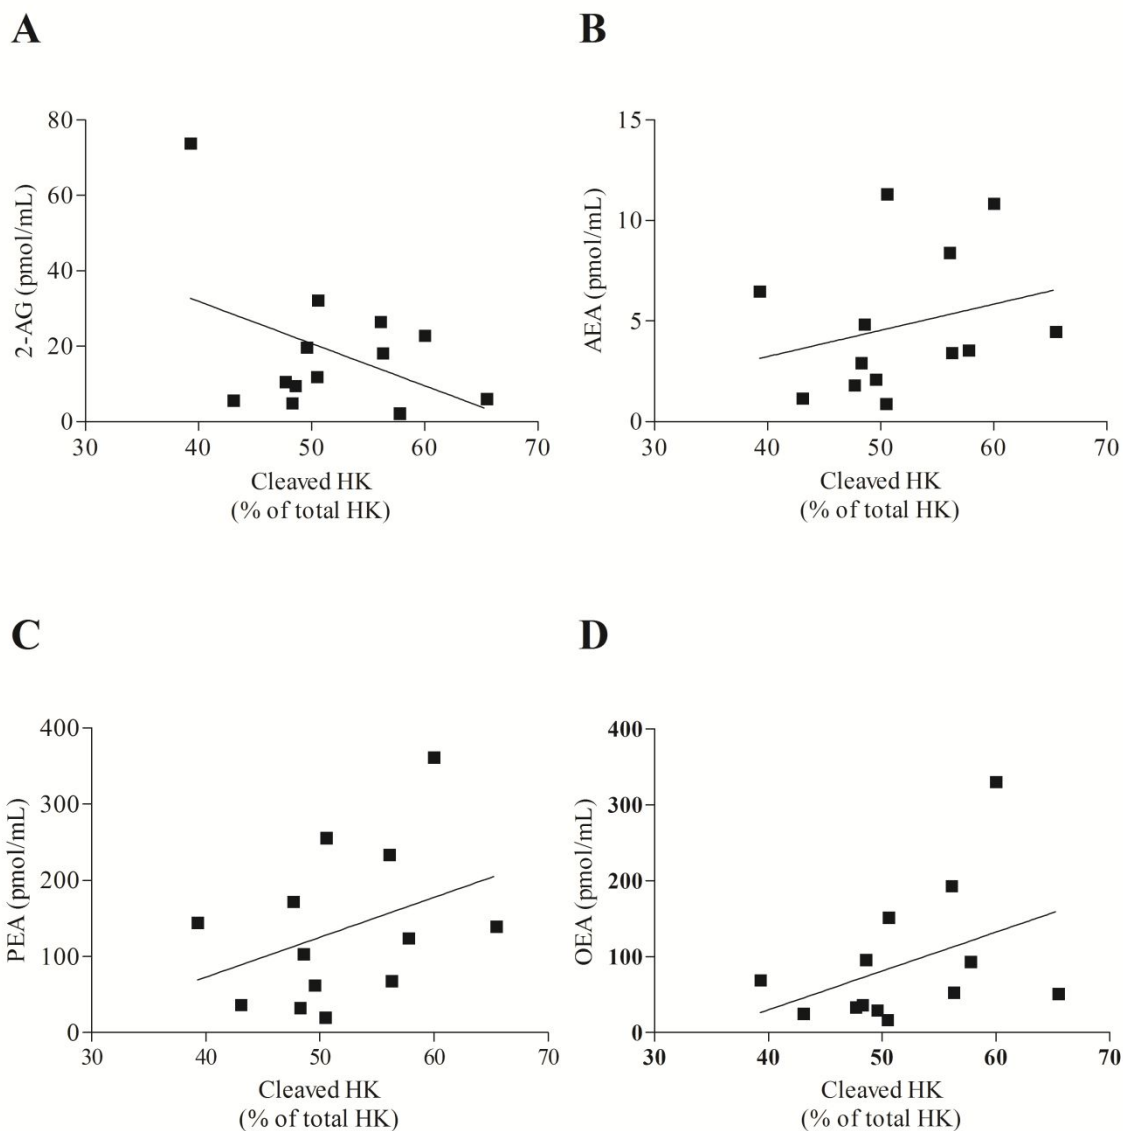 A
2-AG (pmol/mL)
80
60
40
20
0
30 40 50 60 70
Cleaved HK
(% of total HK)
B
AEA (pmol/mL)
15
10
5
0
30 40 50 60 70
Cleaved HK
(% of total HK)
C
PEA (pmol/mL)
400
300
200
100
0
30 40 50 60 70
Cleaved HK
(% of total HK)
D
OEA (pmol/mL)
400
300
200
100
0
30 40 50 60 70
Cleaved HK
(% of total HK)